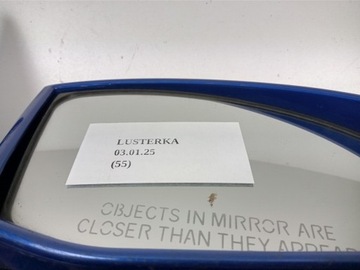 LUSTERKA
03.01.25
(55)
OBJECTS IN MIRROR ARE
CLOSER THAN THEY APPEAR